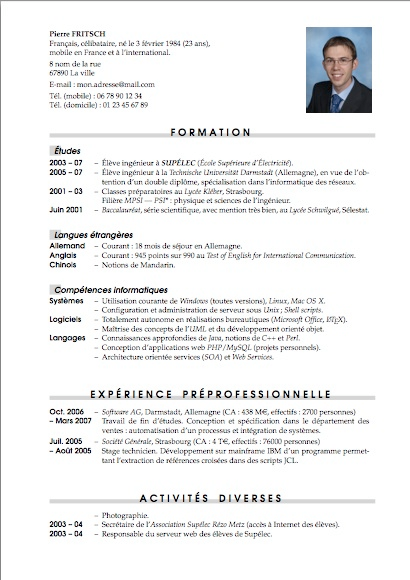 Pierre FRITSCH
Français, célibataire, né le 3 février 1984 (23 ans),
mobile en France et à l'international.
8 nom de la rue
67890 La ville
E-mail : mon.adresse@mail.com
Tél. (mobile) : 06 78 90 12 34
Tél. (domicile) : 01 23 45 67 89
FORMATION
Études
2003 – 07 – Élève ingénieur à SUPÉLEC (École Supérieure d'Électricité).
2005 – 07 – Élève ingénieur à la Technische Universität Darmstadt (Allemagne), en vue de l'ob-
tention d'un double diplôme, spécialisation dans l'informatique des réseaux.
2001 – 03 – Classes préparatoires au Lycée Kléber, Strasbourg.
Filière MPSI — PSI* : physique et sciences de l'ingénieur.
Juin 2001 – Baccalauréat, série scientifique, avec mention très bien, au Lycée Schwilgué, Sélestat.
Langues étrangères
Allemand – Courant : 18 mois de séjour en Allemagne.
Anglais – Courant : 945 points sur 990 au Test of English for International Communication.
Chinois – Notions de Mandarin.
Compétences informatiques
Systèmes – Utilisation courante de Windows (toutes versions), Linux, Mac OS X.
– Configuration et administration de serveur sous Unix ; Shell scripts.
Logiciels – Totalement autonome en réalisations bureautiques (Microsoft Office, LATEX).
– Maîtrise des concepts de l'UML et du développement orienté objet.
Langages – Connaissances approfondies de Java, notions de C++ et Perl.
– Conception d'applications web PHP/MySQL (projets personnels).
– Architecture orientée services (SOA) et Web Services.
EXPÉRIENCE PRÉPROFESSIONNELLE
Oct. 2006 – Software AG, Darmstadt, Allemagne (CA : 438 M€, effectifs : 2700 personnes)
– Mars 2007 Travail de fin d'études. Conception et spécification dans le département des
ventes : automatisation d'un processus et intégration de systèmes.
Juil. 2005 – Société Générale, Strasbourg (CA : 4 T€, effectifs : 76000 personnes)
– Août 2005 Stage technicien. Développement sur mainframe IBM d'un programme permet-
tant l'extraction de références croisées dans des scripts JCL.
ACTIVITÉS DIVERSES
– Photographie.
2003 – 04 – Secrétaire de l'Association Supélec Rézo Metz (accès à Internet des élèves).
2003 – 04 – Responsable du serveur web des élèves de Supélec.